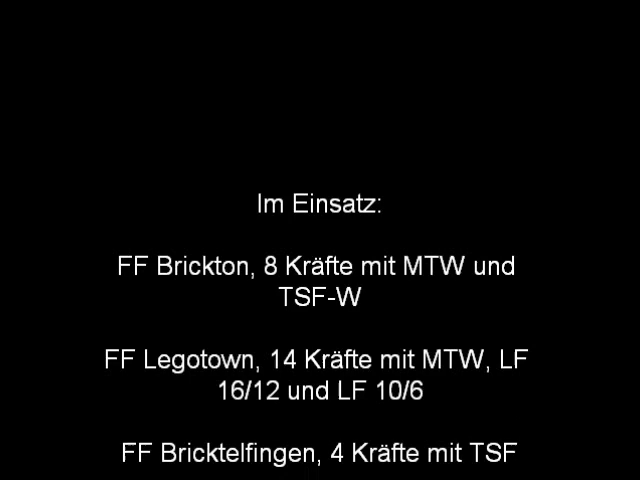 Im Einsatz:
FF Brickton, 8 Kräfte mit MTW und
TSF-W
FF Legotown, 14 Kräfte mit MTW, LF
16/12 und LF 10/6
FF Bricktelfingen, 4 Kräfte mit TSF